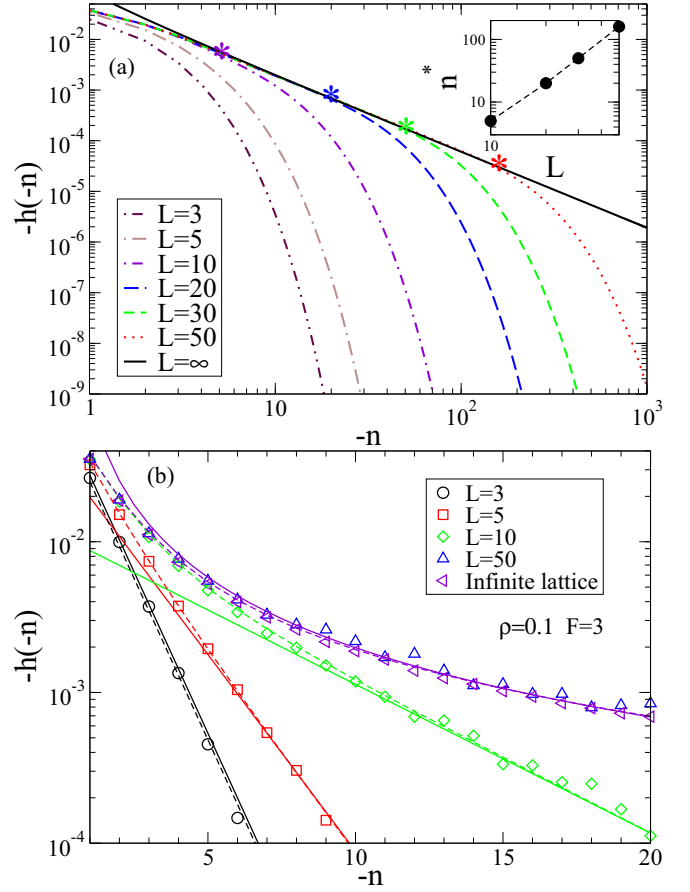 10^-2
10^-3
10^-4
10^-5
10^-6
10^-7
10^-8
10^-9
-h(-n)
(a)
L=3
L=5
L=10
L=20
L=30
L=50
L=∞
100
10
n*
10
L
1
10
10^2
10^3
-n
10^-2
10^-3
10^-4
-h(-n)
(b)
L=3
L=5
L=10
L=50
Infinite lattice
ρ=0.1 F=3
5
10
15
20
-n